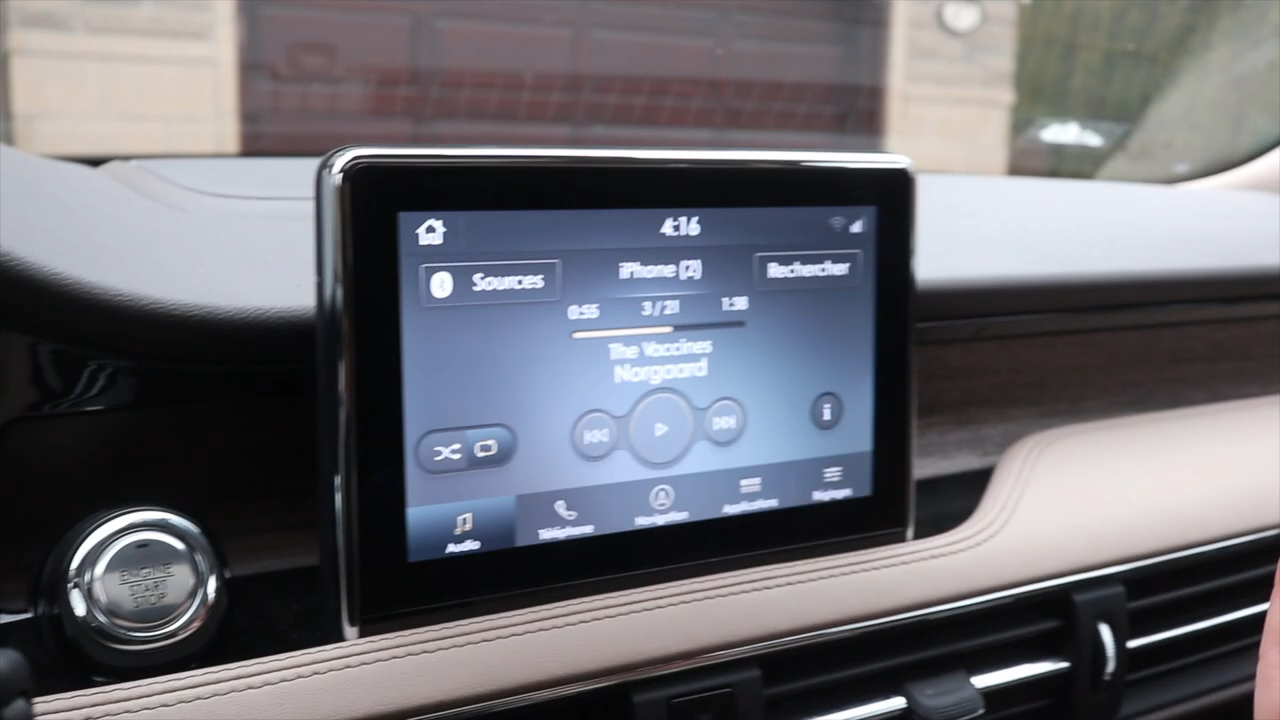 4:16
Sources
iPhone (2)
Rechercher
0:55
3 / 21
1:38
The Vaccines
Norgaard
i
Audio
Téléphone
Navigation
Applications
Réglages
ENGINE
START
STOP